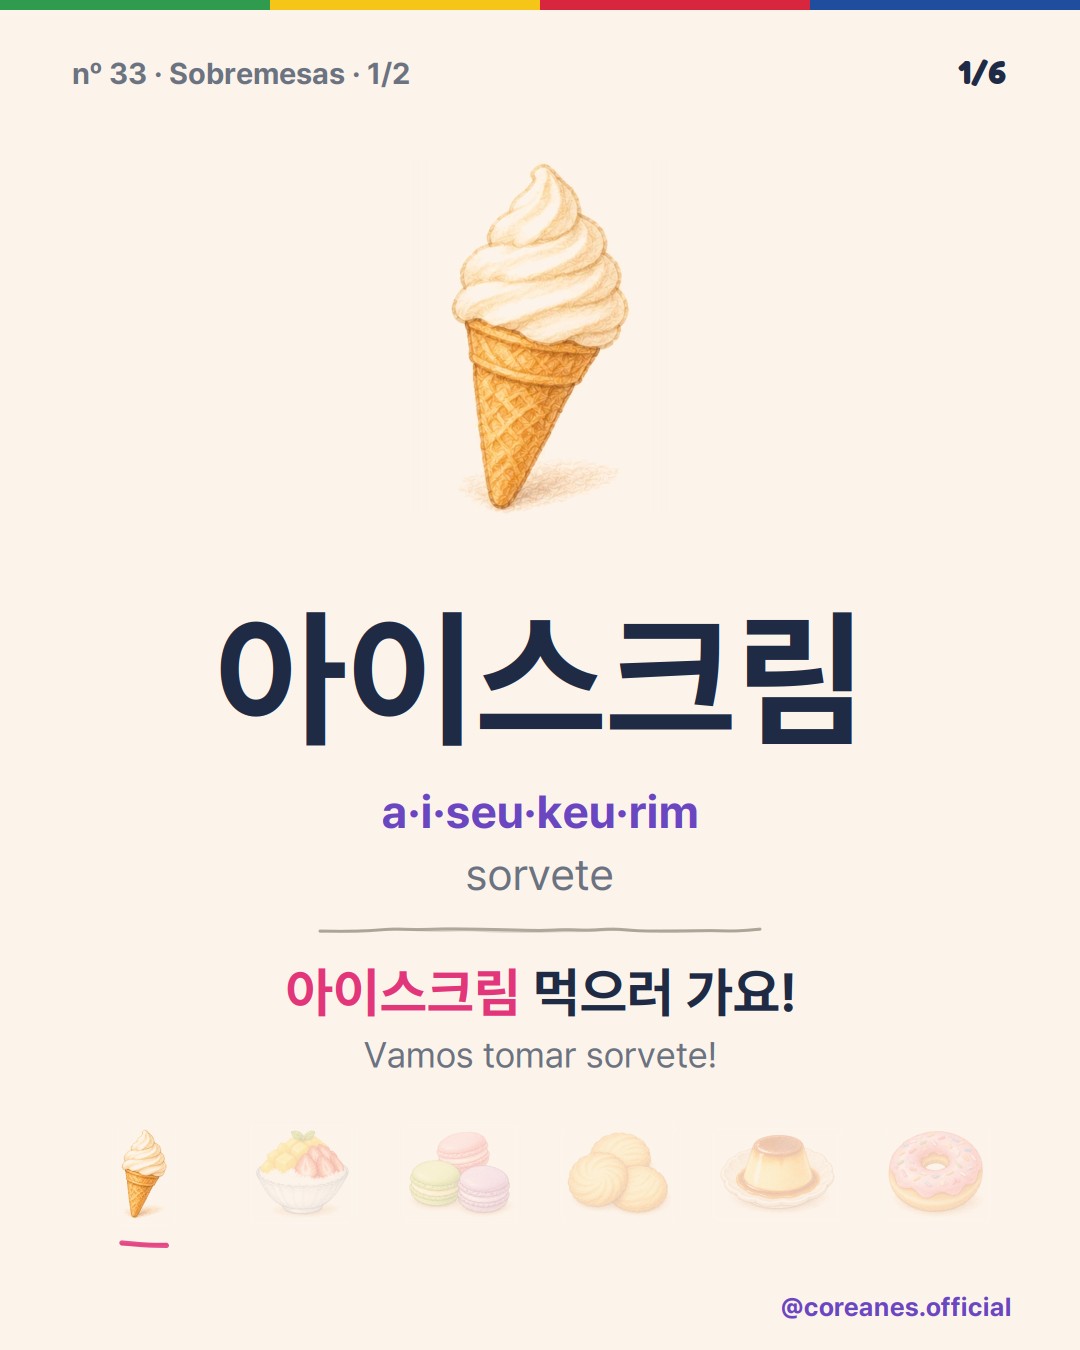 nº 33 · Sobremesas · 1/2
1/6
아이스크림
a·i·seu·keu·rim
sorvete
아이스크림 먹으러 가요!
Vamos tomar sorvete!
@coreanes.official